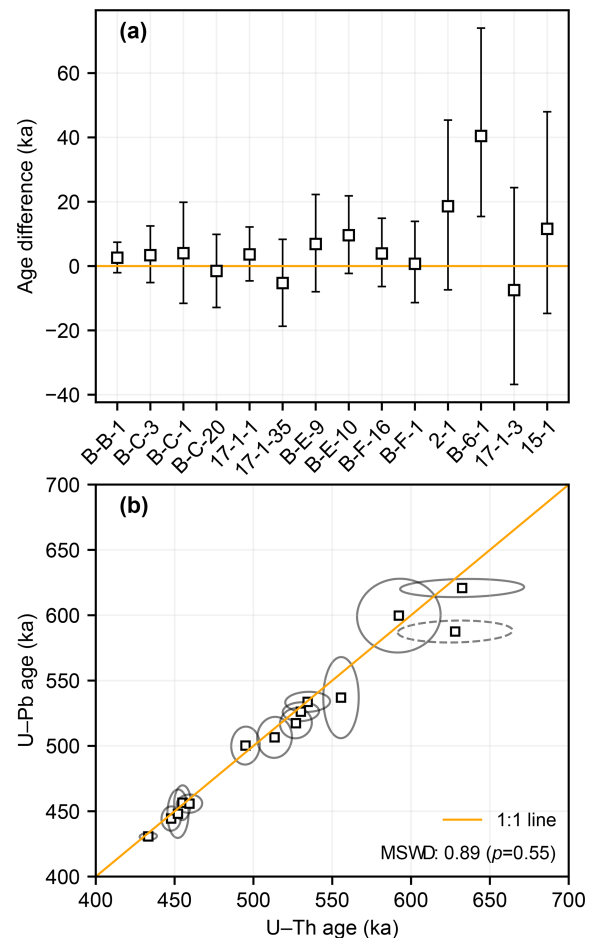 (a)
Age difference (ka)
60
40
20
0
−20
−40
B-B-1
B-C-3
B-C-1
B-C-20
17-1-1
17-1-35
B-E-9
B-E-10
B-F-16
B-F-1
2-1
B-6-1
17-1-3
15-1
(b)
U–Pb age (ka)
700
650
600
550
500
450
400
1:1 line
MSWD: 0.89 (p=0.55)
400
450
500
550
600
650
700
U–Th age (ka)